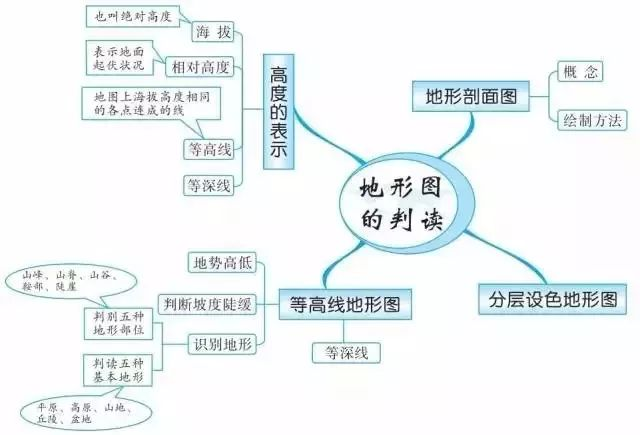 地形图
的判读
高度的表示
海拔
也叫绝对高度
相对高度
表示地面
起伏状况
地图上海拔高度相同
的各点连成的线
等高线
等深线
地形剖面图
概念
绘制方法
等高线地形图
等深线
地势高低
判断坡度陡缓
识别地形
山峰、山脊、山谷、
鞍部、陡崖
判别五种
地形部位
判读五种
基本地形
平原、高原、山地、
丘陵、盆地
分层设色地形图